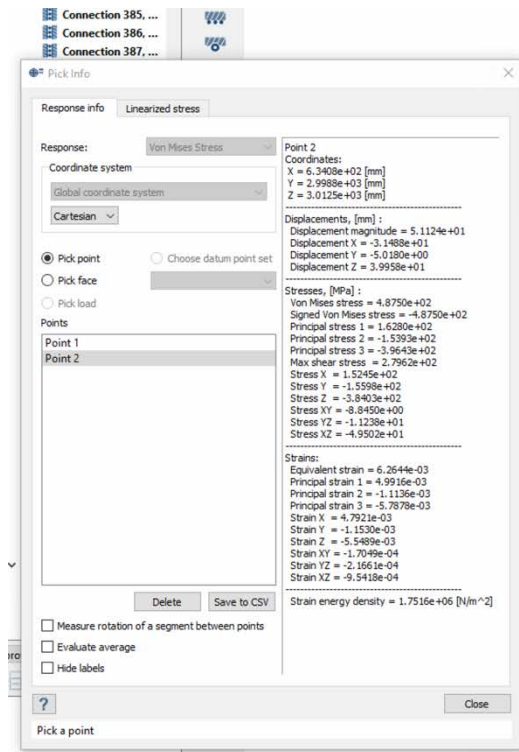 Connection 385, ...
Connection 386, ...
Connection 387, ...
Pick Info
Response info
Linearized stress
Response:
Von Mises Stress
Coordinate system
Global coordinate system
Cartesian
Pick point
Choose datum point set
Pick face
Pick load
Points
Point 1
Point 2
Delete
Save to CSV
Measure rotation of a segment between points
Evaluate average
Hide labels
Point 2
Coordinates:
X = 6.3408e+02 [mm]
Y = 2.9988e+03 [mm]
Z = 3.0125e+03 [mm]
Displacements, [mm] :
Displacement magnitude = 5.1124e+01
Displacement X = -3.1488e+01
Displacement Y = -5.0180e+00
Displacement Z = 3.9958e+01
Stresses, [MPa] :
Von Mises stress = 4.8750e+02
Signed Von Mises stress = -4.8750e+02
Principal stress 1 = 1.6280e+02
Principal stress 2 = -1.5393e+02
Principal stress 3 = -3.9643e+02
Max shear stress = 2.7962e+02
Stress X = 1.5245e+02
Stress Y = -1.5598e+02
Stress Z = -3.8403e+02
Stress XY = -8.8450e+00
Stress YZ = -1.1238e+01
Stress XZ = -4.9502e+01
Strains:
Equivalent strain = 6.2644e-03
Principal strain 1 = 4.9916e-03
Principal strain 2 = -1.1136e-03
Principal strain 3 = -5.7878e-03
Strain X = 4.7921e-03
Strain Y = -1.1530e-03
Strain Z = -5.5489e-03
Strain XY = -1.7049e-04
Strain YZ = -2.1661e-04
Strain XZ = -9.5418e-04
Strain energy density = 1.7516e+06 [N/m^2]
pro
?
Close
Pick a point